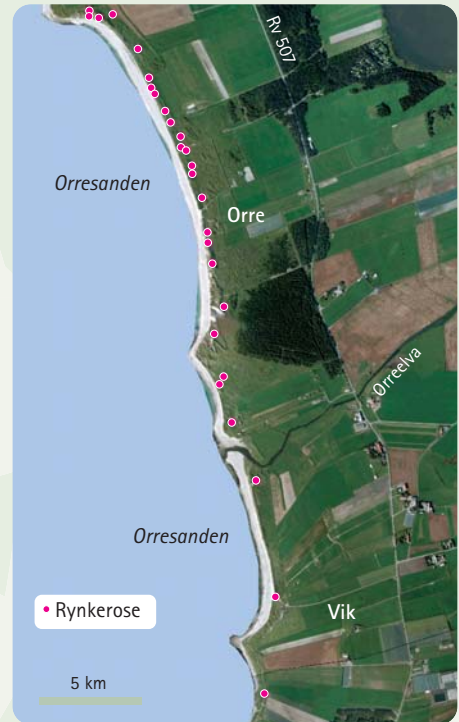 Rv 507
Orresanden
Orre
Orreelva
Orresanden
Rynkerose
Vik
5 km